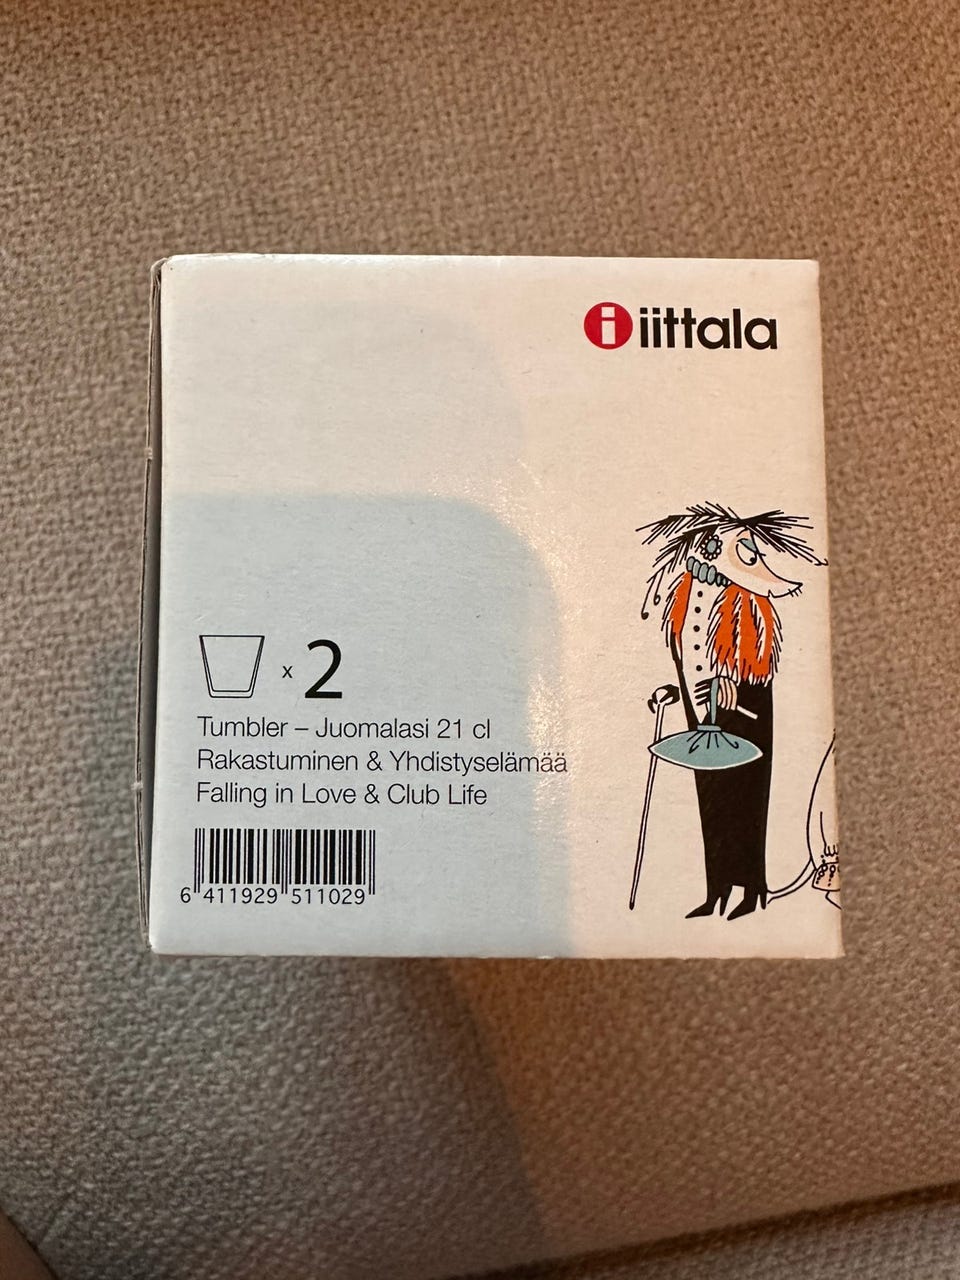 iittala
x 2
Tumbler – Juomalasi 21 cl
Rakastuminen & Yhdistyselämää
Falling in Love & Club Life
6 411929 511029